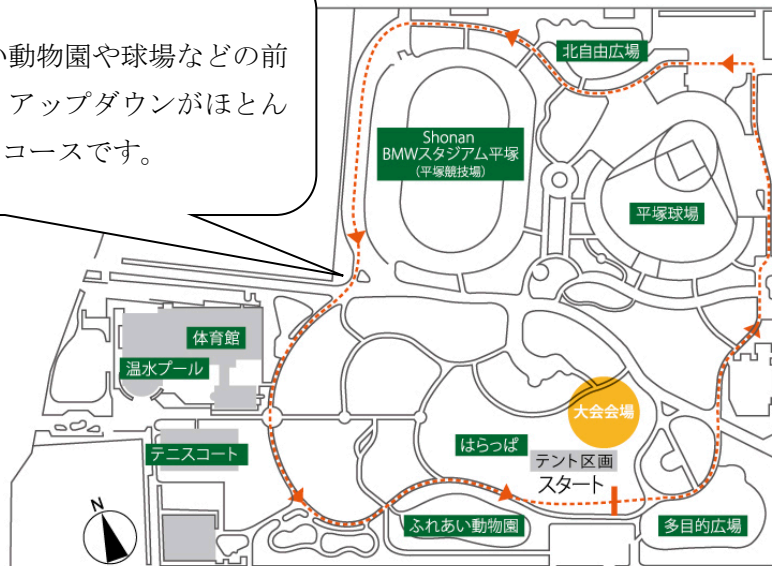 い動物園や球場などの前
アップダウンがほとん
コースです。
北自由広場
Shonan
BMWスタジアム平塚
(平塚競技場)
平塚球場
体育館
温水プール
大会会場
はらっぱ
テニスコート
テント区画
スタート
ふれあい動物園
多目的広場
N